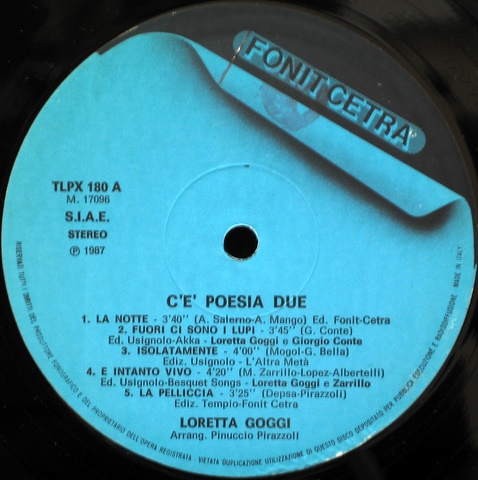 FONIT CETRA
TLPX 180 A
M. 17096
S.I.A.E.
STEREO
℗ 1987
MADE IN ITALY
C'E' POESIA DUE
1. LA NOTTE - 3'40'' (A. Salerno-A. Mango) Ed. Fonit-Cetra
2. FUORI CI SONO I LUPI - 3'45'' (G. Conte)
Ed. Usignolo-Akka - Loretta Goggi e Giorgio Conte
3. ISOLATAMENTE - 4'00'' (Mogol-G. Bella)
Ediz. Usignolo - L'Altra Metà
4. E INTANTO VIVO - 4'20'' (M. Zarrillo-Lopez-Albertelli)
Ed. Usignolo-Besquet Songs - Loretta Goggi e Zarrillo
5. LA PELLICCIA - 3'25'' (Depsa-Pirazzoli)
Ediz. Tempio-Fonit Cetra
LORETTA GOGGI
Arrang. Pinuccio Pirazzoli
RISERVATI TUTTI I DIRITTI DEL PRODUTTORE FONOGRAFICO E DEL PROPRIETARIO DELL'OPERA REGISTRATA - VIETATA DUPLICAZIONE UTILIZZAZIONE DI QUESTO DISCO DEPOSITATO PER PUBBLICA ESECUZIONE E RADIODIFFUSIONE